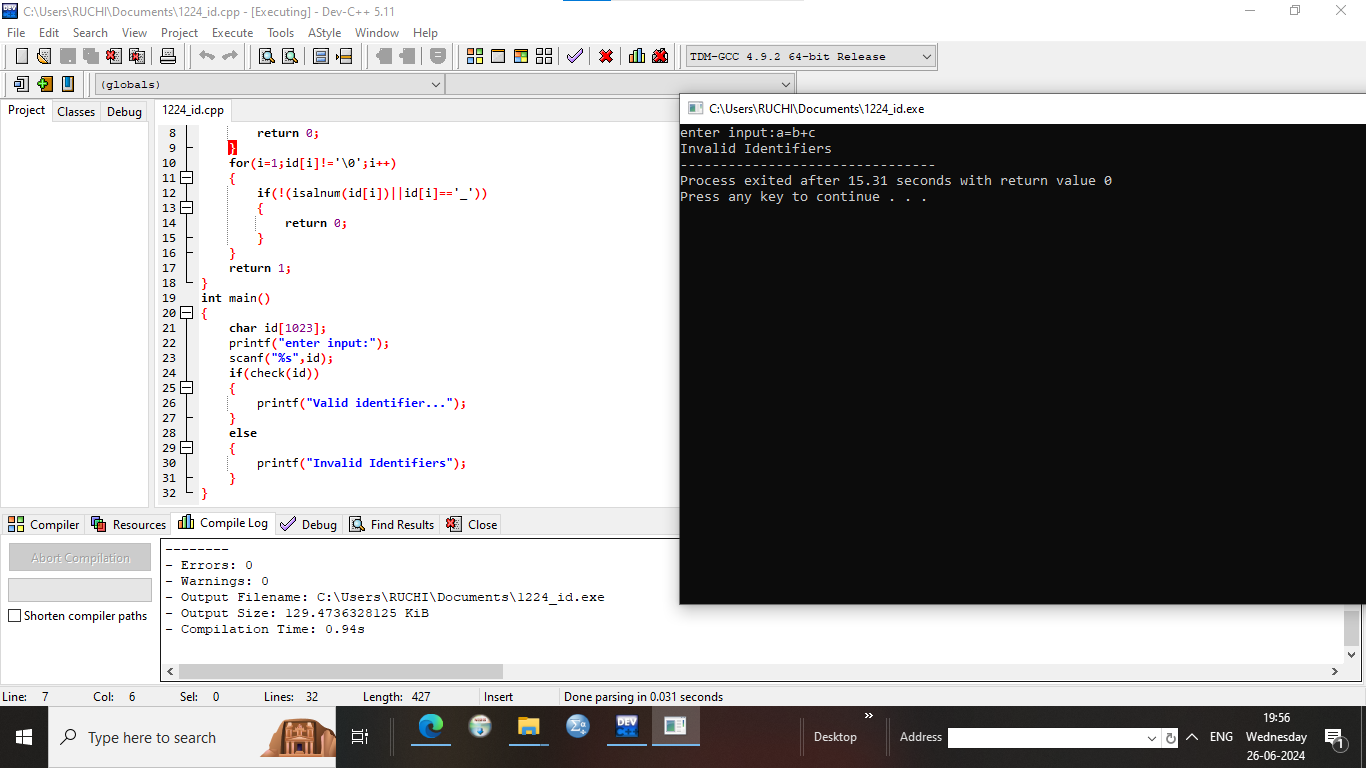 C:\Users\RUCHI\Documents\1224_id.cpp - [Executing] - Dev-C++ 5.11
File Edit Search View Project Execute Tools AStyle Window Help
TDM-GCC 4.9.2 64-bit Release
(globals)
Project Classes Debug
1224_id.cpp
8 return 0;
9 }
10 for(i=1;id[i]!='\0';i++)
11 {
12 if(!(isalnum(id[i])||id[i]=='_'))
13 {
14 return 0;
15 }
16 }
17 return 1;
18 }
19 int main()
20 {
21 char id[1023];
22 printf("enter input:");
23 scanf("%s",id);
24 if(check(id))
25 {
26 printf("Valid identifier...");
27 }
28 else
29 {
30 printf("Invalid Identifiers");
31 }
32 }
C:\Users\RUCHI\Documents\1224_id.exe
enter input:a=b+c
Invalid Identifiers
--------------------------------
Process exited after 15.31 seconds with return value 0
Press any key to continue . . .
Compiler Resources Compile Log Debug Find Results Close
Abort Compilation
Shorten compiler paths
--------
- Errors: 0
- Warnings: 0
- Output Filename: C:\Users\RUCHI\Documents\1224_id.exe
- Output Size: 129.4736328125 KiB
- Compilation Time: 0.94s
Line: 7 Col: 6 Sel: 0 Lines: 32 Length: 427 Insert Done parsing in 0.031 seconds
Type here to search
DEV
Desktop
Address
ENG
19:56
Wednesday
26-06-2024
1